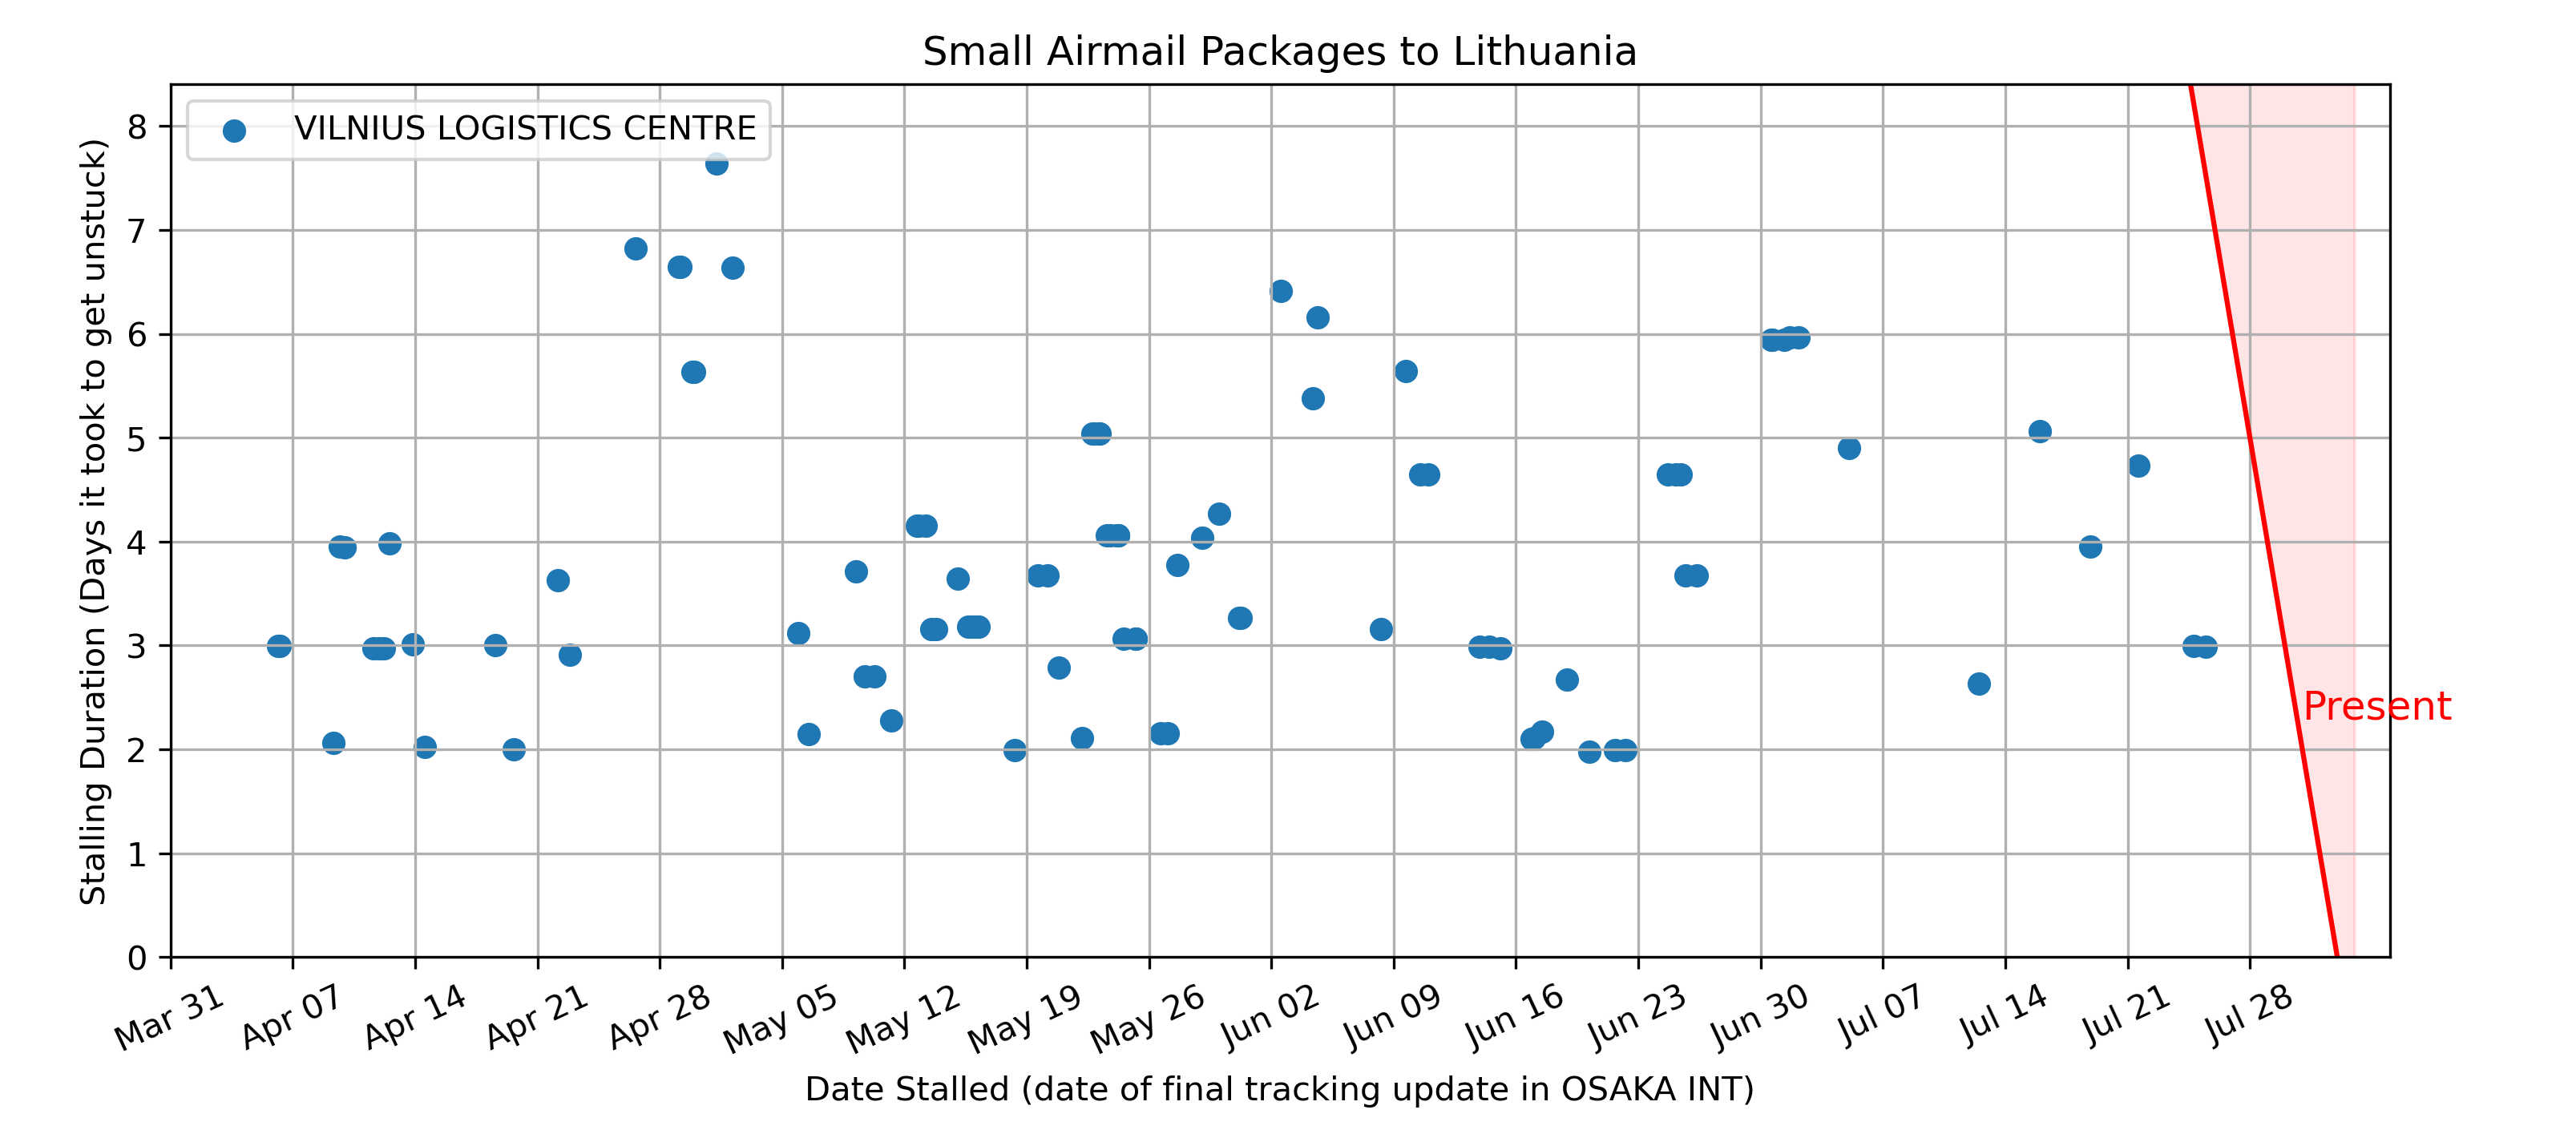 Small Airmail Packages to Lithuania
VILNIUS LOGISTICS CENTRE
Stalling Duration (Days it took to get unstuck)
8
7
6
5
4
3
2
1
0
Present
Mar 31
Apr 07
Apr 14
Apr 21
Apr 28
May 05
May 12
May 19
May 26
Jun 02
Jun 09
Jun 16
Jun 23
Jun 30
Jul 07
Jul 14
Jul 21
Jul 28
Date Stalled (date of final tracking update in OSAKA INT)